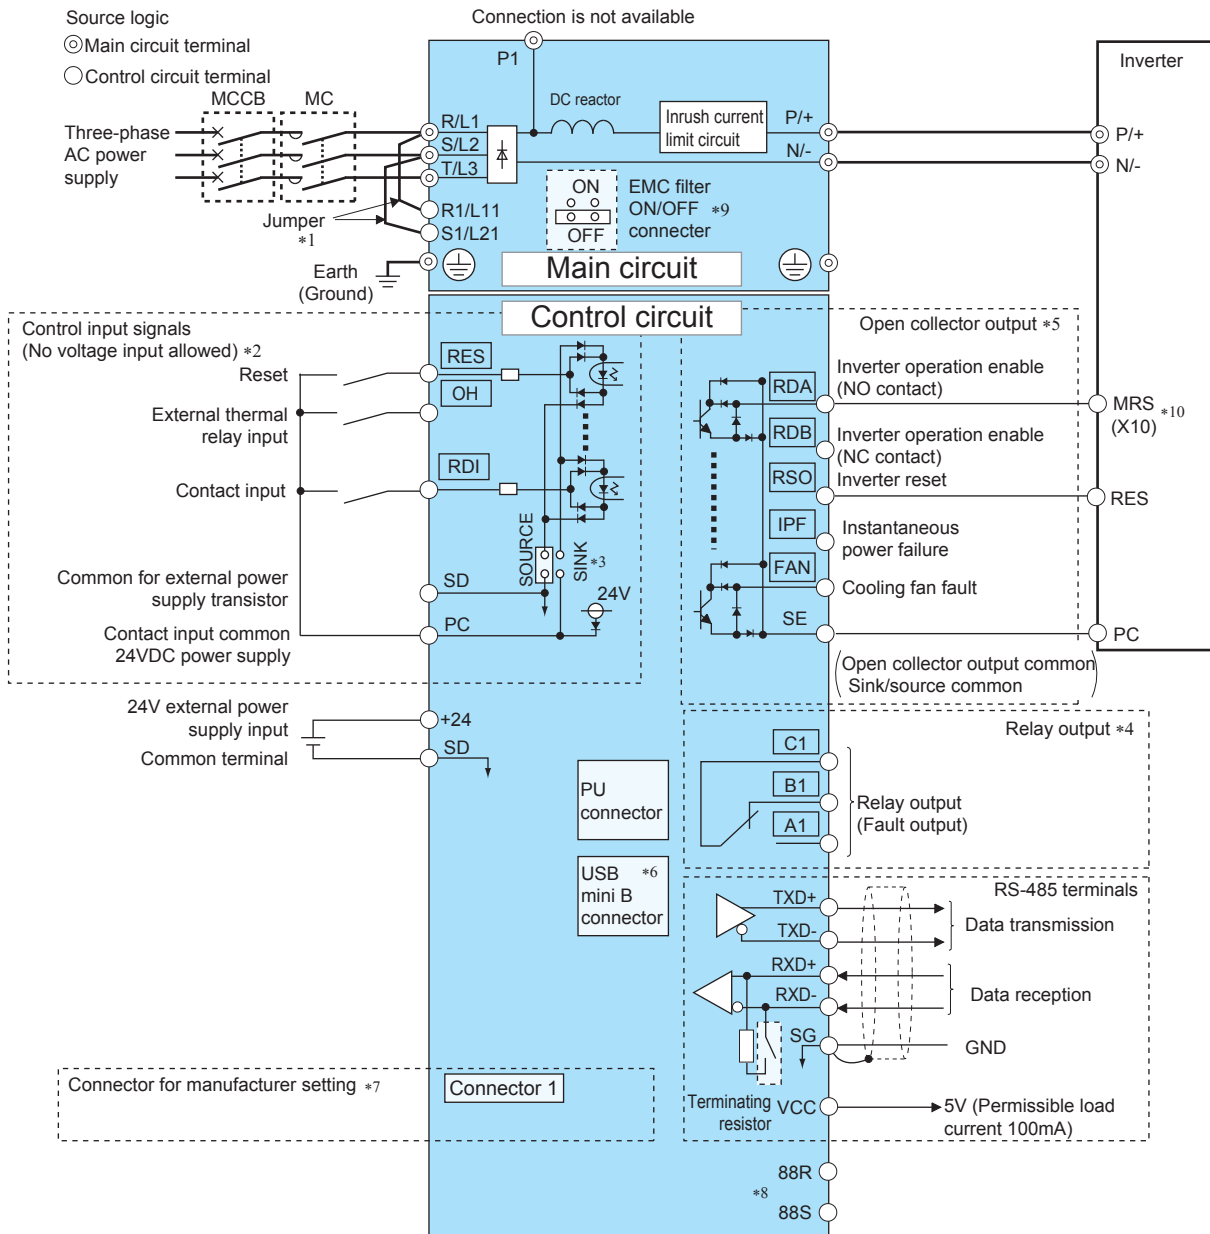 Source logic
Main circuit terminal
Control circuit terminal
Connection is not available
MCCB
MC
Three-phase
AC power
supply
Jumper
*1
Earth
(Ground)
P1
R/L1
S/L2
T/L3
R1/L11
S1/L21
DC reactor
Inrush current
limit circuit
P/+
N/-
ON
OFF
EMC filter
ON/OFF *9
connecter
Main circuit
Inverter
P/+
N/-
Control circuit
Control input signals
(No voltage input allowed) *2
Reset
External thermal
relay input
Contact input
Common for external power
supply transistor
Contact input common
24VDC power supply
RES
OH
RDI
SD
PC
SOURCE
SINK
*3
24V
Open collector output *5
RDA
RDB
RSO
IPF
FAN
SE
Inverter operation enable
(NO contact)
Inverter operation enable
(NC contact)
Inverter reset
Instantaneous
power failure
Cooling fan fault
Open collector output common
Sink/source common
MRS
(X10)
*10
RES
PC
24V external power
supply input
Common terminal
+24
SD
PU
connector
USB *6
mini B
connector
Relay output *4
C1
B1
A1
Relay output
(Fault output)
RS-485 terminals
TXD+
TXD-
RXD+
RXD-
SG
VCC
Data transmission
Data reception
GND
Terminating
resistor
5V (Permissible load
current 100mA)
Connector for manufacturer setting *7
Connector 1
88R
*8
88S